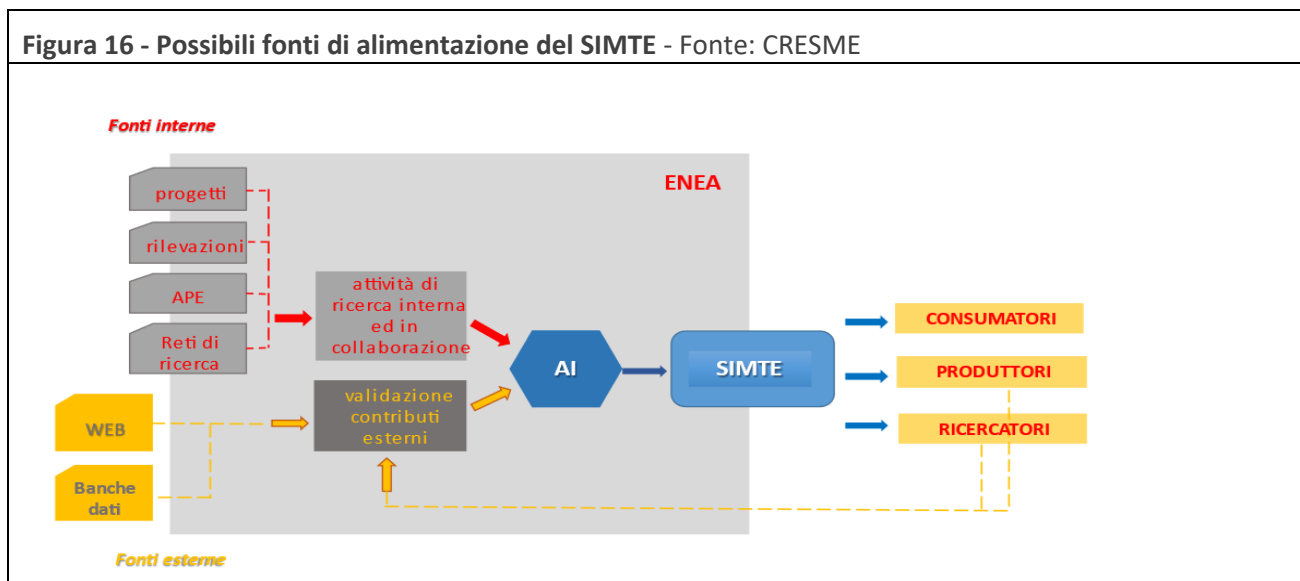 Figura 16 - Possibili fonti di alimentazione del SIMTE - Fonte: CRESME
Fonti interne
ENEA
progetti
rilevazioni
APE
Reti di
ricerca
attività di
ricerca interna
ed in
collaborazione
AI
SIMTE
CONSUMATORI
PRODUTTORI
RICERCATORI
WEB
Banche
dati
validazione
contributi
esterni
Fonti esterne